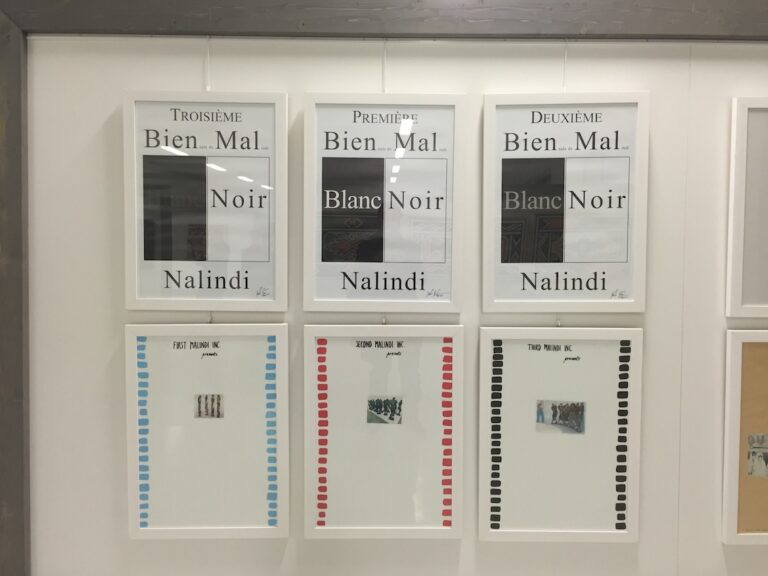 TROISIÈME
Bien Mal
Noir
Nalindi
PREMIÈRE
Bien Mal
Blanc Noir
Nalindi
DEUXIÈME
Bien Mal
Blanc Noir
Nalindi
FIRST MALINDI INC.
presents
SECOND MALINDI INC
presents
THIRD MALINDI INC
presents